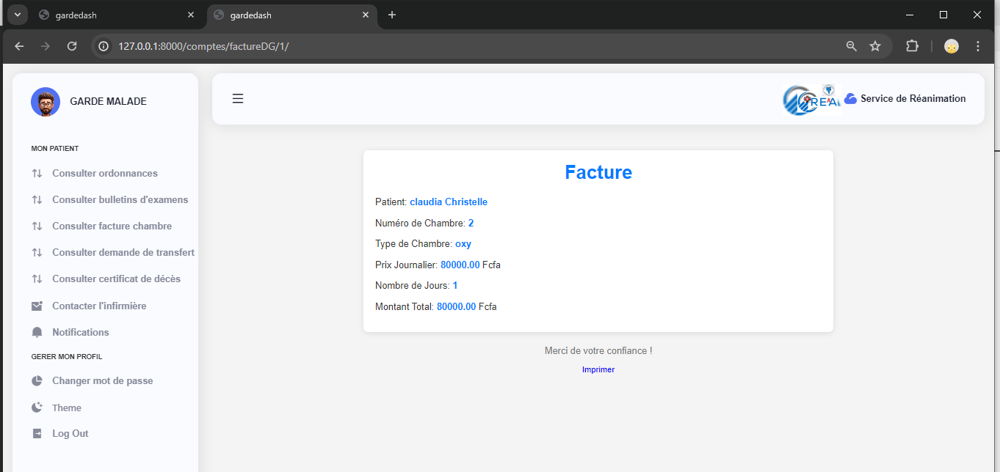 gardedash
gardedash
127.0.0.1:8000/comptes/factureDG/1/
GARDE MALADE
MON PATIENT
Consulter ordonnances
Consulter bulletins d'examens
Consulter facture chambre
Consulter demande de transfert
Consulter certificat de décès
Contacter l'infirmière
Notifications
GERER MON PROFIL
Changer mot de passe
Theme
Log Out
REA
Service de Réanimation
Facture
Patient: claudia Christelle
Numéro de Chambre: 2
Type de Chambre: oxy
Prix Journalier: 80000.00 Fcfa
Nombre de Jours: 1
Montant Total: 80000.00 Fcfa
Merci de votre confiance !
Imprimer